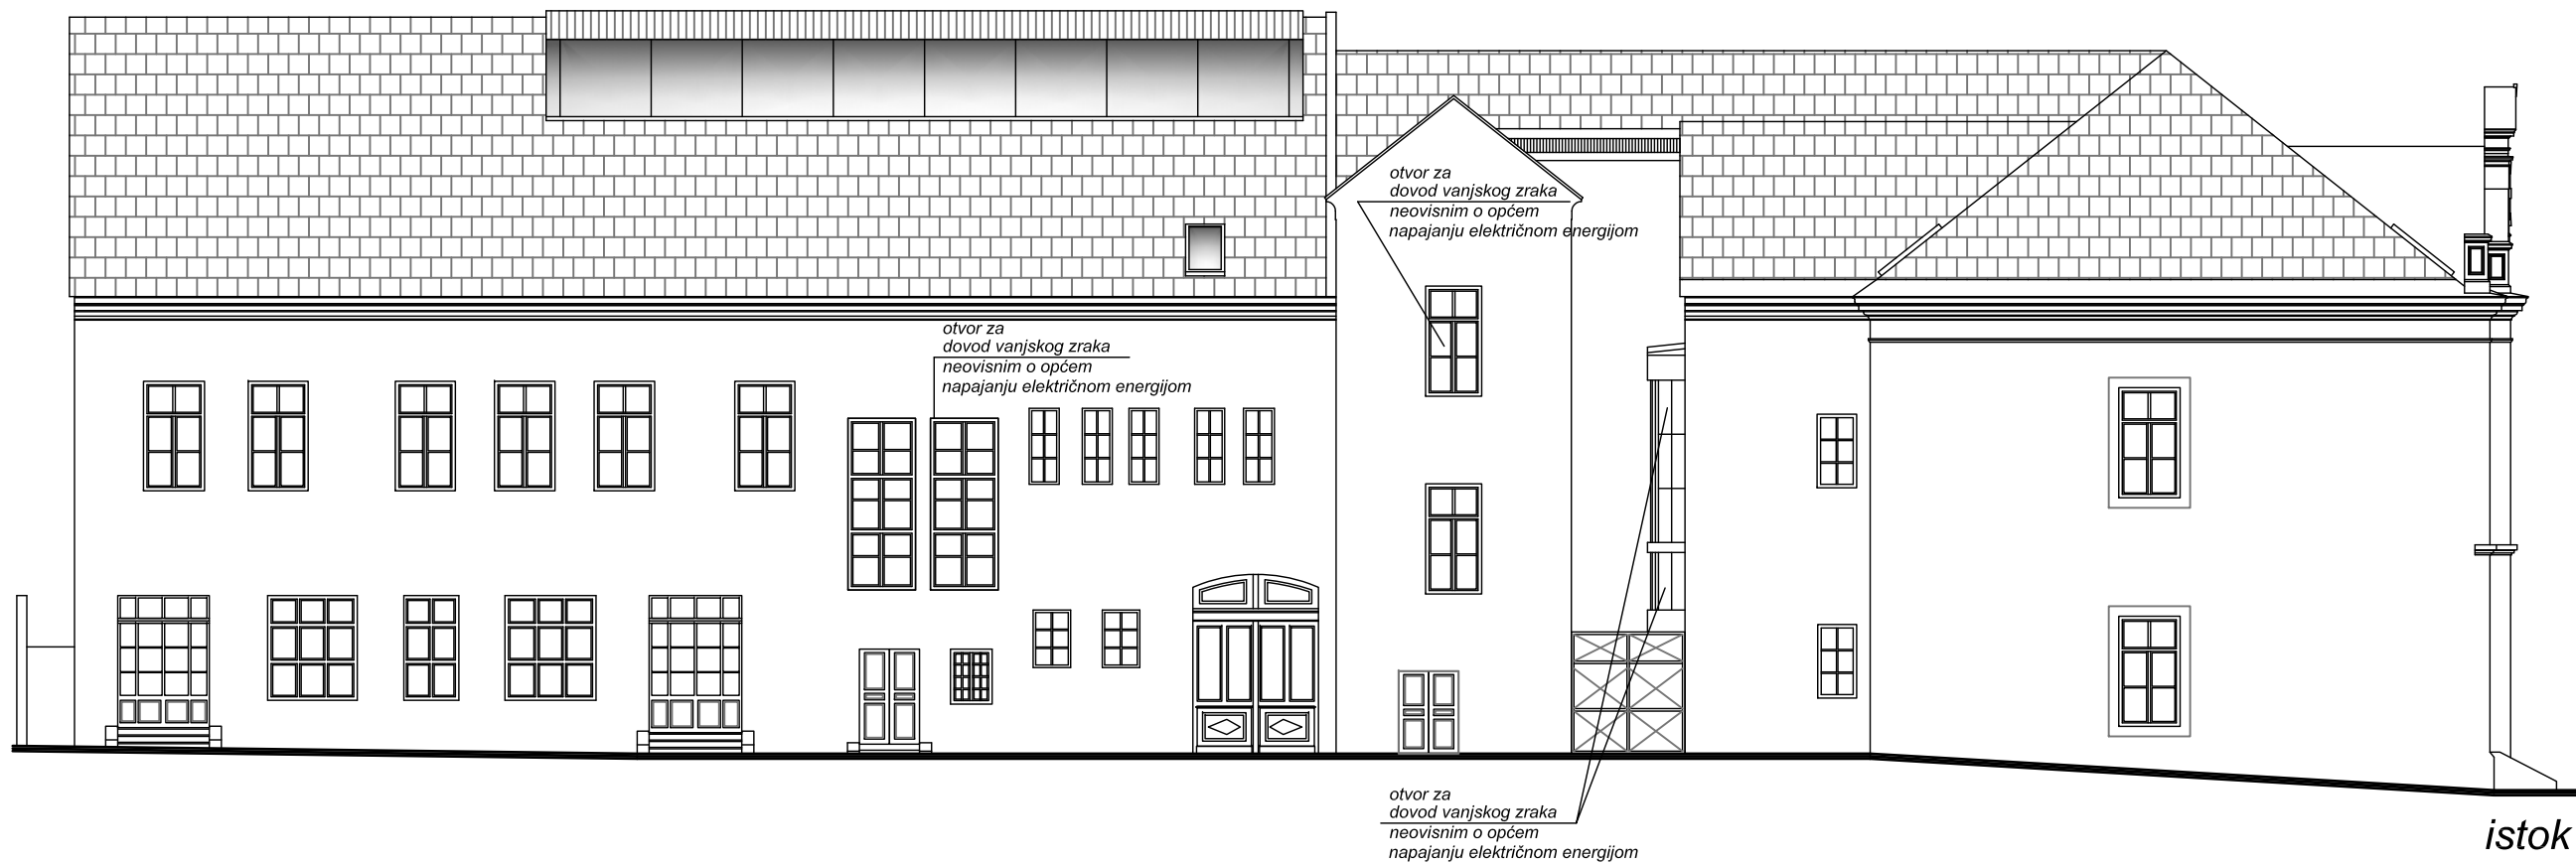 otvor za
dovod vanjskog zraka
neovisnim o općem
napajanju električnom energijom
otvor za
dovod vanjskog zraka
neovisnim o općem
napajanju električnom energijom
otvor za
dovod vanjskog zraka
neovisnim o općem
napajanju električnom energijom
istok